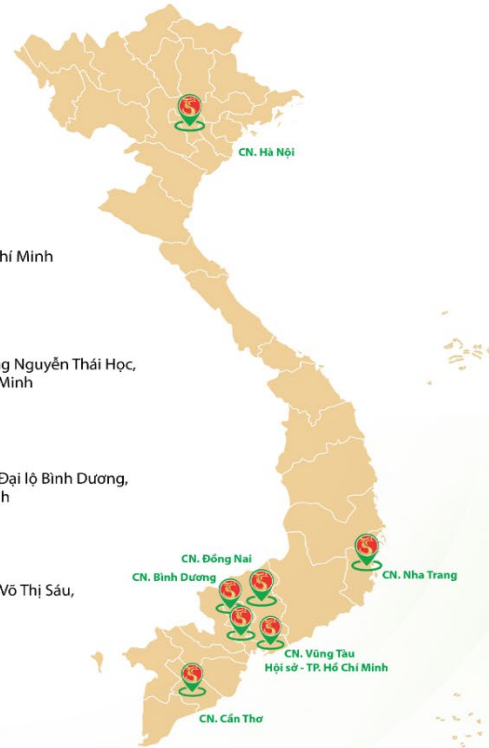 CN. Hà Nội
hí Minh
g Nguyễn Thái Học,
Minh
Đại lộ Bình Dương,
h
CN. Đồng Nai
CN. Bình Dương
CN. Nha Trang
Võ Thị Sáu,
CN. Vũng Tàu
Hội sở - TP. Hồ Chí Minh
CN. Cần Thơ